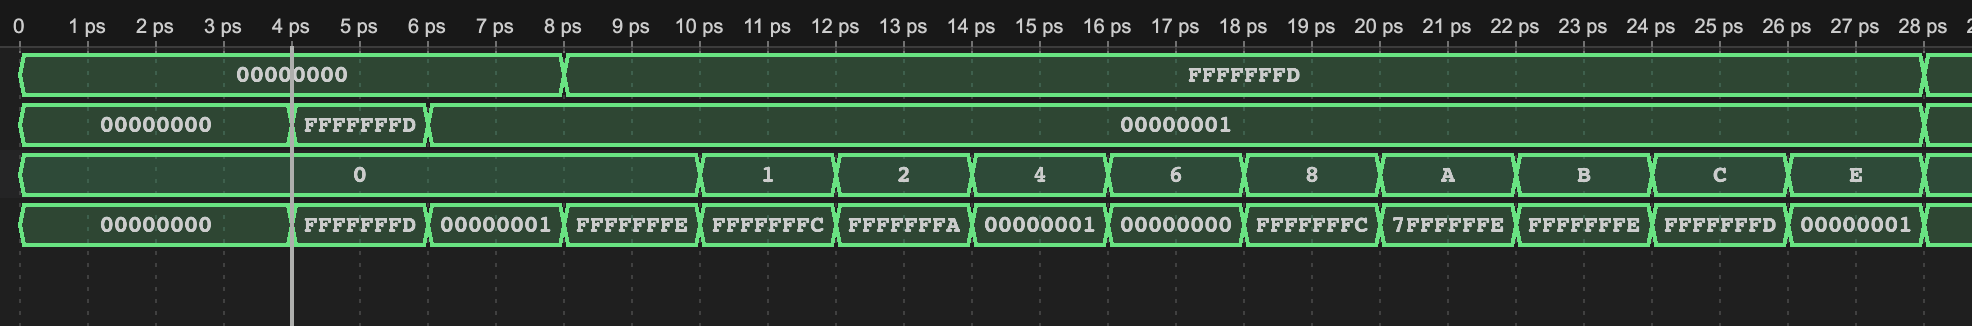 0 1 ps 2 ps 3 ps 4 ps 5 ps 6 ps 7 ps 8 ps 9 ps 10 ps 11 ps 12 ps 13 ps 14 ps 15 ps 16 ps 17 ps 18 ps 19 ps 20 ps 21 ps 22 ps 23 ps 24 ps 25 ps 26 ps 27 ps 28 ps 2
00000000 FFFFFFFD
00000000 FFFFFFFD 00000001
0 1 2 4 6 8 A B C E
00000000 FFFFFFFD 00000001 FFFFFFFE FFFFFFFC FFFFFFFA 00000001 00000000 FFFFFFFC 7FFFFFFE FFFFFFFE FFFFFFFD 00000001